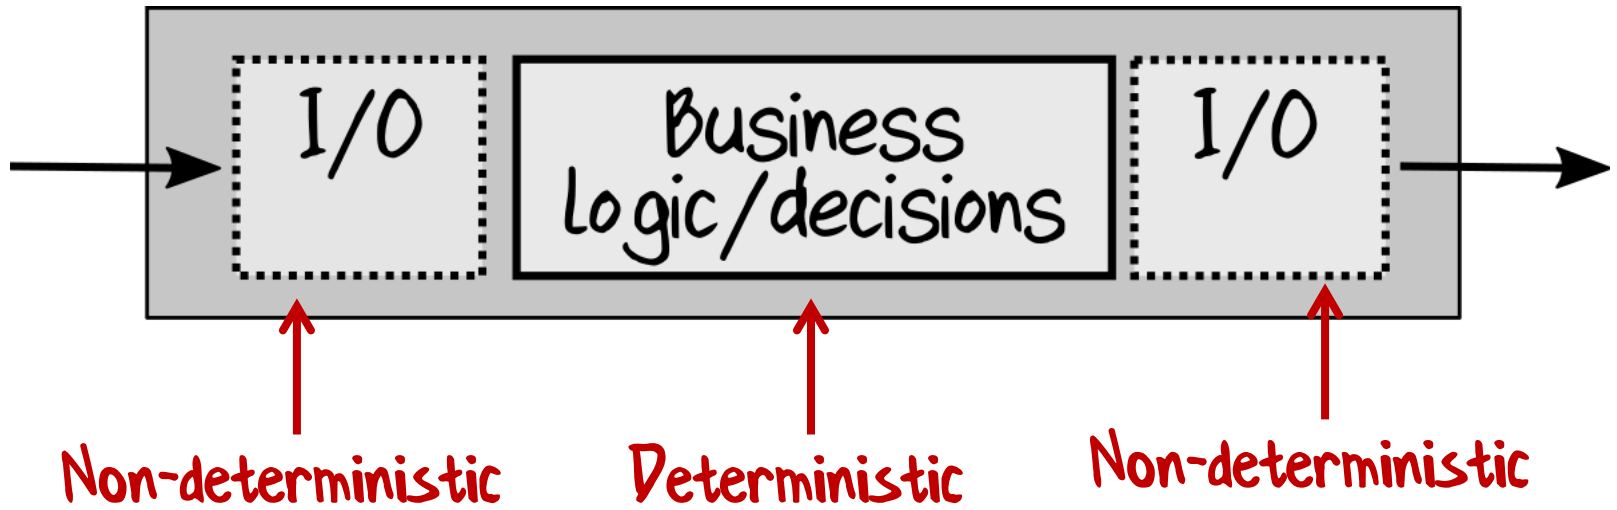 I/O
Business
Logic/decisions
I/O
Non-deterministic
Deterministic
Non-deterministic